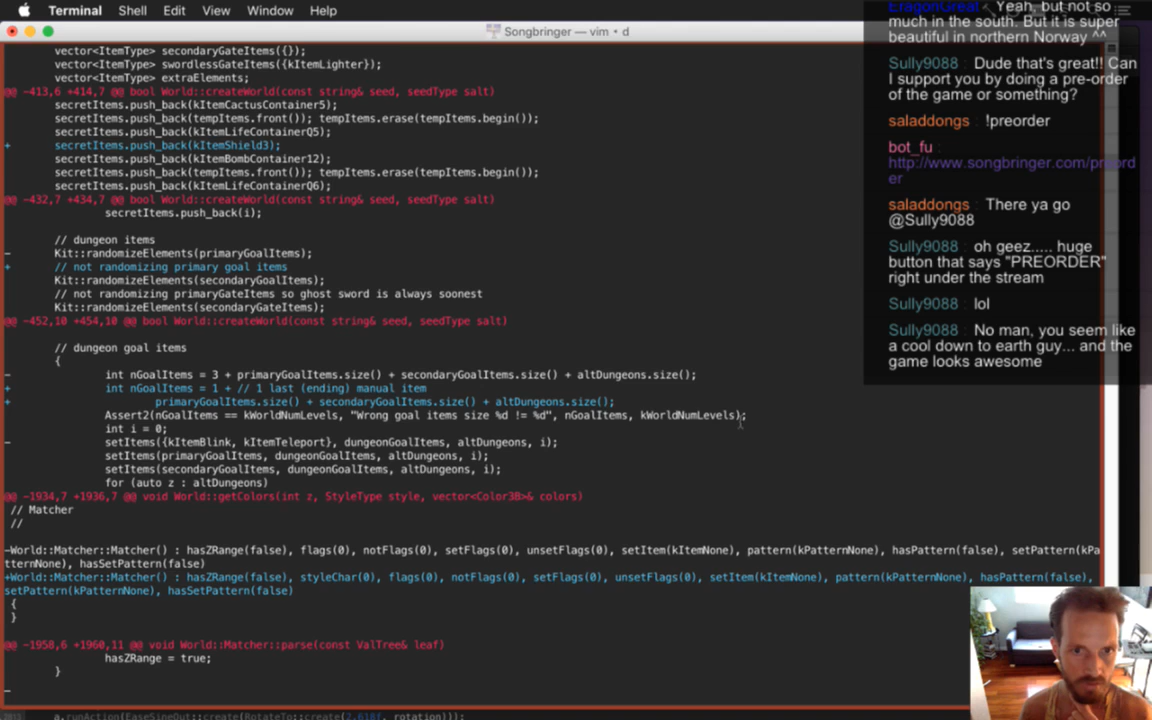 Terminal Shell Edit View Window Help
Songbringer — vim • d
vector<ItemType> secondaryGateItems({});
vector<ItemType> swordlessGateItems({kItemLighter});
vector<ItemType> extraElements;
@@ -413,6 +414,7 @@ bool World::createWorld(const string& seed, seedType salt)
secretItems.push_back(kItemCactusContainer5);
secretItems.push_back(tempItems.front()); tempItems.erase(tempItems.begin());
secretItems.push_back(kItemLifeContainerQ5);
+ secretItems.push_back(kItemShield3);
secretItems.push_back(kItemBombContainer12);
secretItems.push_back(tempItems.front()); tempItems.erase(tempItems.begin());
secretItems.push_back(kItemLifeContainerQ6);
@@ -432,7 +434,7 @@ bool World::createWorld(const string& seed, seedType salt)
secretItems.push_back(i);
// dungeon items
- Kit::randomizeElements(primaryGoalItems);
+ // not randomizing primary goal items
Kit::randomizeElements(secondaryGoalItems);
// not randomizing primaryGateItems so ghost sword is always soonest
Kit::randomizeElements(secondaryGateItems);
@@ -452,10 +454,10 @@ bool World::createWorld(const string& seed, seedType salt)
// dungeon goal items
{
- int nGoalItems = 3 + primaryGoalItems.size() + secondaryGoalItems.size() + altDungeons.size();
+ int nGoalItems = 1 + // 1 last (ending) manual item
+ primaryGoalItems.size() + secondaryGoalItems.size() + altDungeons.size();
Assert2(nGoalItems == kWorldNumLevels, "Wrong goal items size %d != %d", nGoalItems, kWorldNumLevels);
int i = 0;
- setItems({kItemBlink, kItemTeleport}, dungeonGoalItems, altDungeons, i);
setItems(primaryGoalItems, dungeonGoalItems, altDungeons, i);
setItems(secondaryGoalItems, dungeonGoalItems, altDungeons, i);
for (auto z : altDungeons)
@@ -1934,7 +1936,7 @@ void World::getColors(int z, StyleType style, vector<Color3B>& colors)
// Matcher
//
-World::Matcher::Matcher() : hasZRange(false), flags(0), notFlags(0), setFlags(0), unsetFlags(0), setItem(kItemNone), pattern(kPatternNone), hasPattern(false), setPattern(kPa
tternNone), hasSetPattern(false)
+World::Matcher::Matcher() : hasZRange(false), styleChar(0), flags(0), notFlags(0), setFlags(0), unsetFlags(0), setItem(kItemNone), pattern(kPatternNone), hasPattern(false),
setPattern(kPatternNone), hasSetPattern(false)
{
}
@@ -1958,6 +1960,11 @@ void World::Matcher::parse(const ValTree& leaf)
hasZRange = true;
}
a.runAction(EaseSineOut::create(RotateTo::create(2.618f, rotation)));
EragonGreat : Yeah, but not so
much in the south. But it is super
beautiful in northern Norway ^^
Sully9088 : Dude that's great!! Can
I support you by doing a pre-order
of the game or something?
saladdongs : !preorder
bot_fu :
http://www.songbringer.com/preord
er
saladdongs : There ya go
@Sully9088
Sully9088 : oh geez..... huge
button that says "PREORDER"
right under the stream
Sully9088 : lol
Sully9088 : No man, you seem like
a cool down to earth guy... and the
game looks awesome